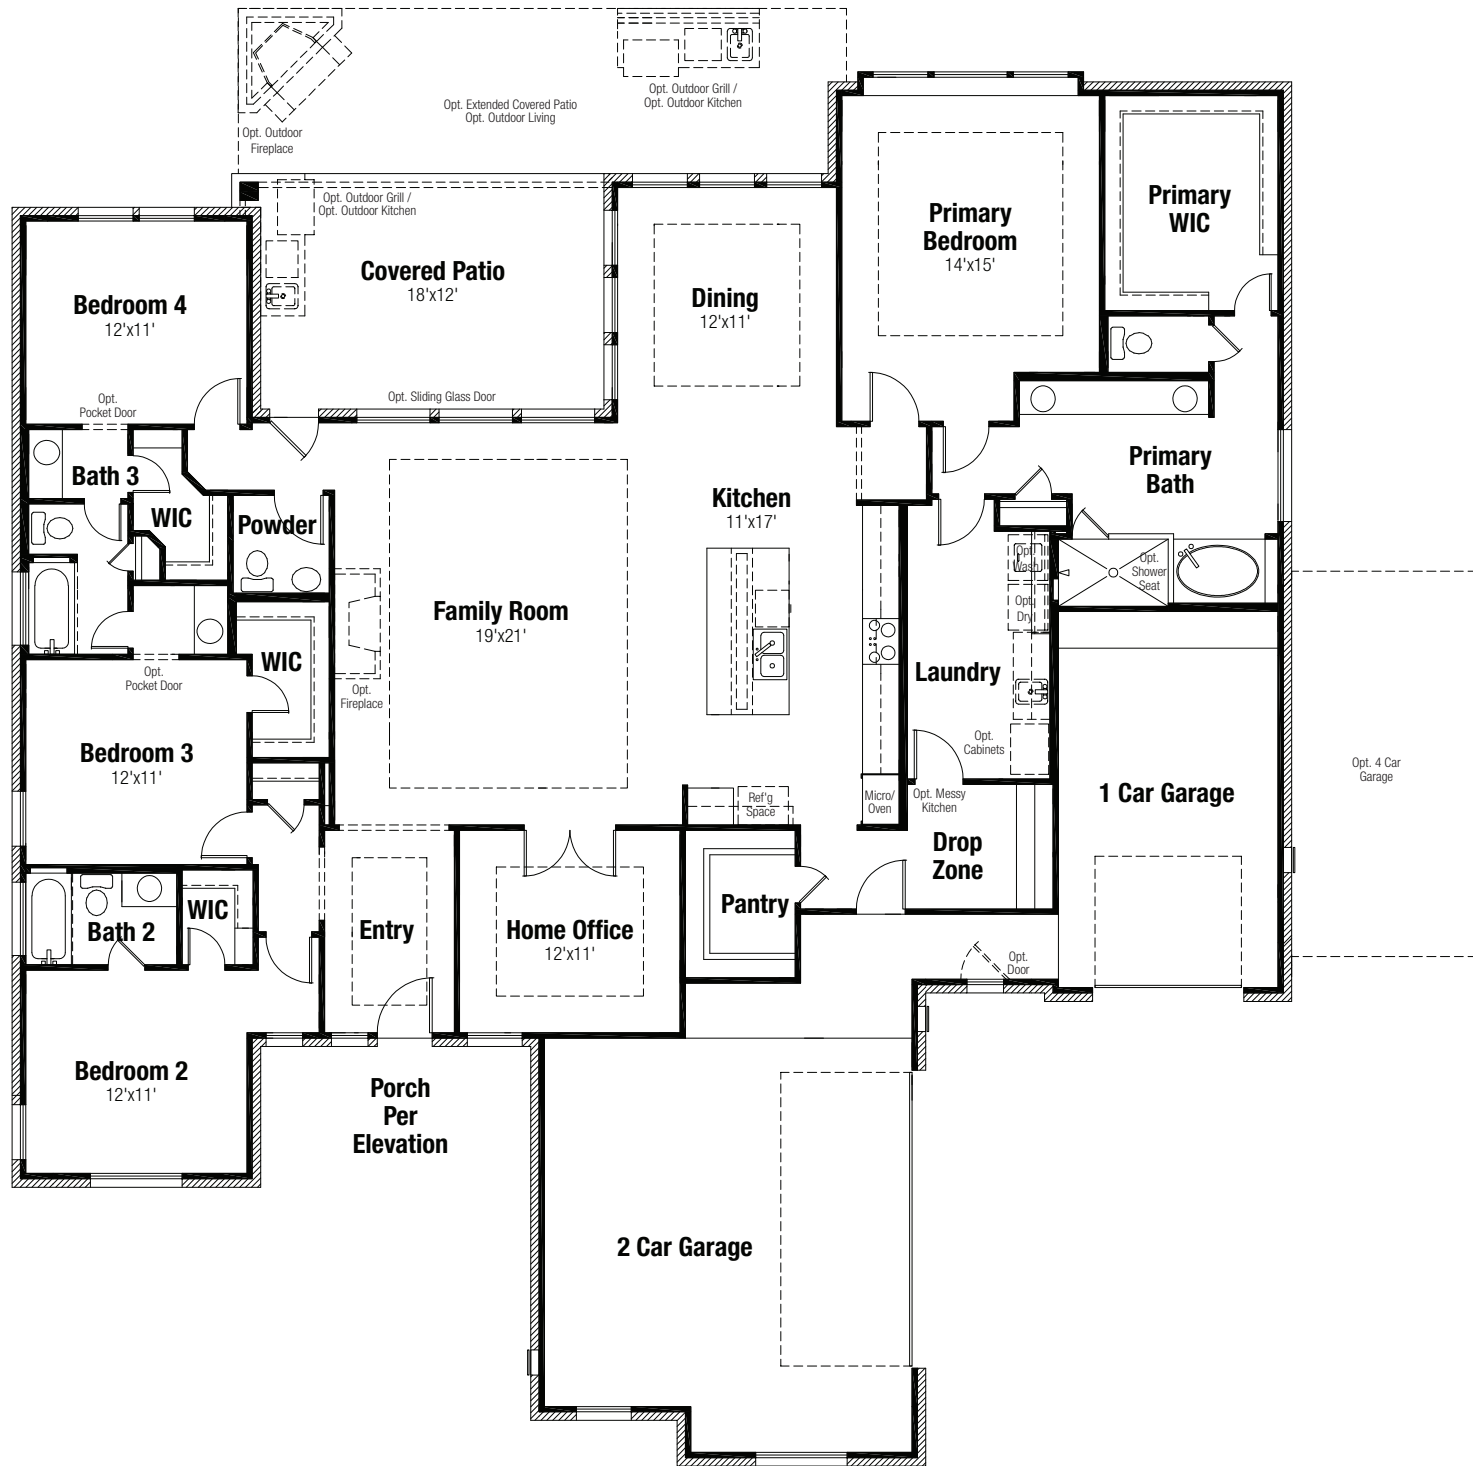 Opt. Outdoor
Fireplace
Opt. Extended Covered Patio
Opt. Outdoor Living
Opt. Outdoor Grill /
Opt. Outdoor Kitchen
Opt. Outdoor Grill /
Opt. Outdoor Kitchen
Covered Patio
18'x12'
Opt. Sliding Glass Door
Dining
12'x11'
Primary
Bedroom
14'x15'
Primary
WIC
Bedroom 4
12'x11'
Opt.
Pocket Door
Bath 3
WIC
Powder
Family Room
19'x21'
Kitchen
11'x17'
Primary
Bath
Opt.
Shower
Seat
Opt.
Wash
Opt.
Dry
Laundry
Opt.
Cabinets
Opt.
Pocket Door
WIC
Opt.
Fireplace
Bedroom 3
12'x11'
Ref'g
Space
Micro/
Oven
Opt. Messy
Kitchen
Drop
Zone
1 Car Garage
Opt. 4 Car
Garage
Bath 2
WIC
Entry
Home Office
12'x11'
Pantry
Opt.
Door
Bedroom 2
12'x11'
Porch
Per
Elevation
2 Car Garage